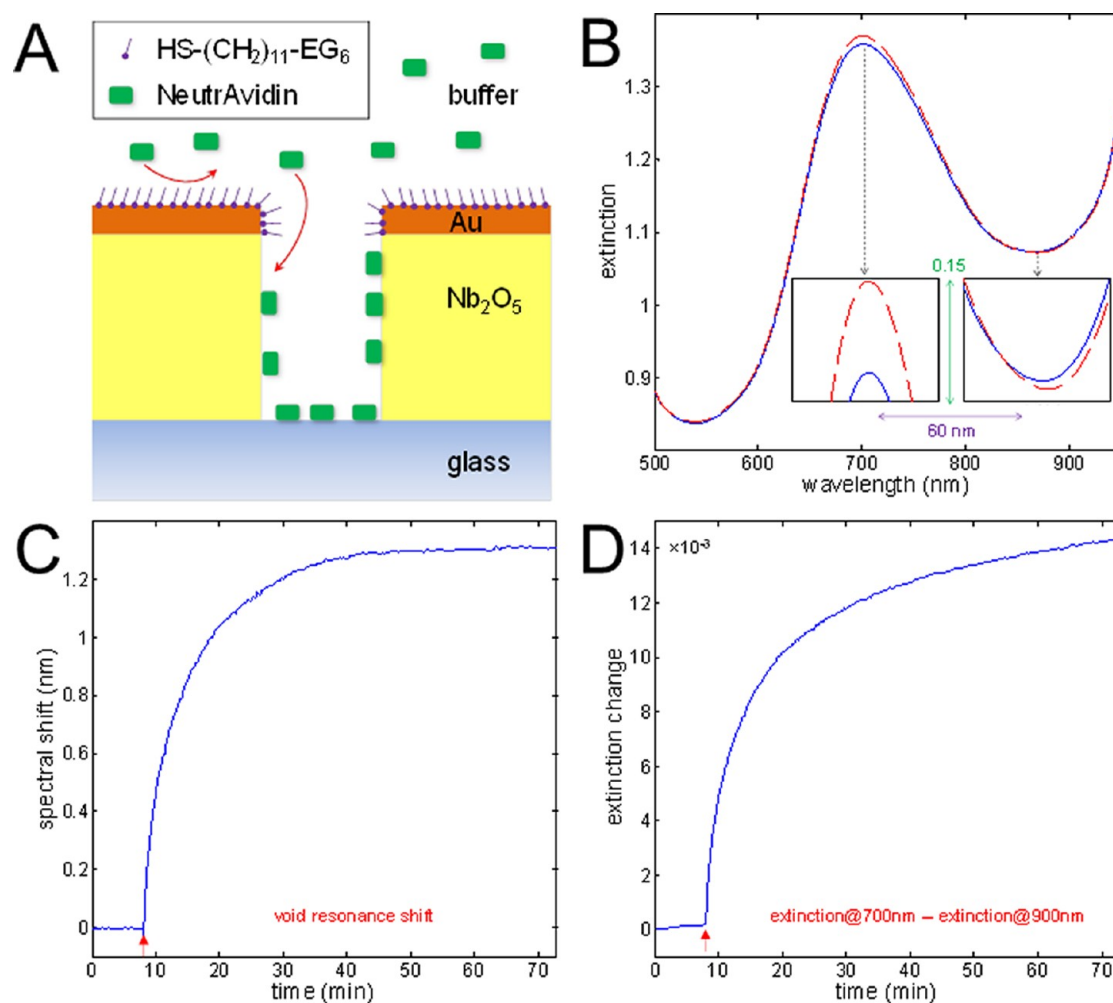 A
HS-(CH₂)₁₁-EG₆
NeutrAvidin
buffer
Au
Nb₂O₅
glass
B
extinction
1.3
1.2
1.1
1
0.9
0.15
60 nm
500
600
700
800
900
wavelength (nm)
C
spectral shift (nm)
1.2
1
0.8
0.6
0.4
0.2
0
void resonance shift
0
10
20
30
40
50
60
70
time (min)
D
×10⁻³
extinction change
14
12
10
8
6
4
2
0
extinction@700nm – extinction@900nm
0
10
20
30
40
50
60
70
time (min)